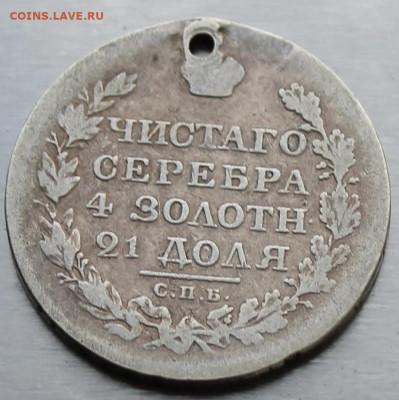 COINS.LAVE.RU
ЧИСТАГО
СЕРЕБРА
4 ЗОЛОТН
21 ДОЛЯ
С.П.Б.